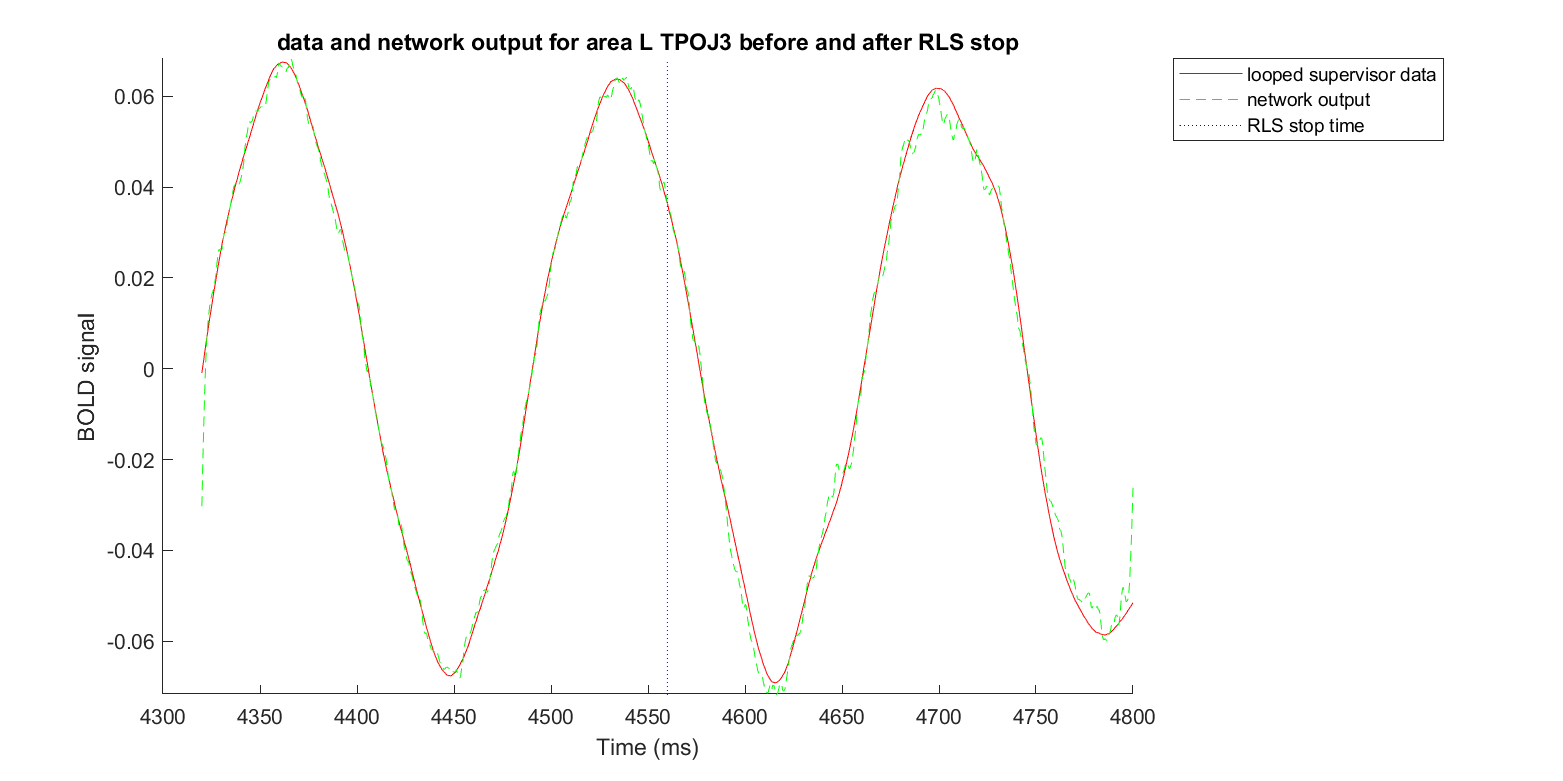 data and network output for area L TPOJ3 before and after RLS stop
looped supervisor data
network output
RLS stop time
BOLD signal
0.06
0.04
0.02
0
-0.02
-0.04
-0.06
4300 4350 4400 4450 4500 4550 4600 4650 4700 4750 4800
Time (ms)